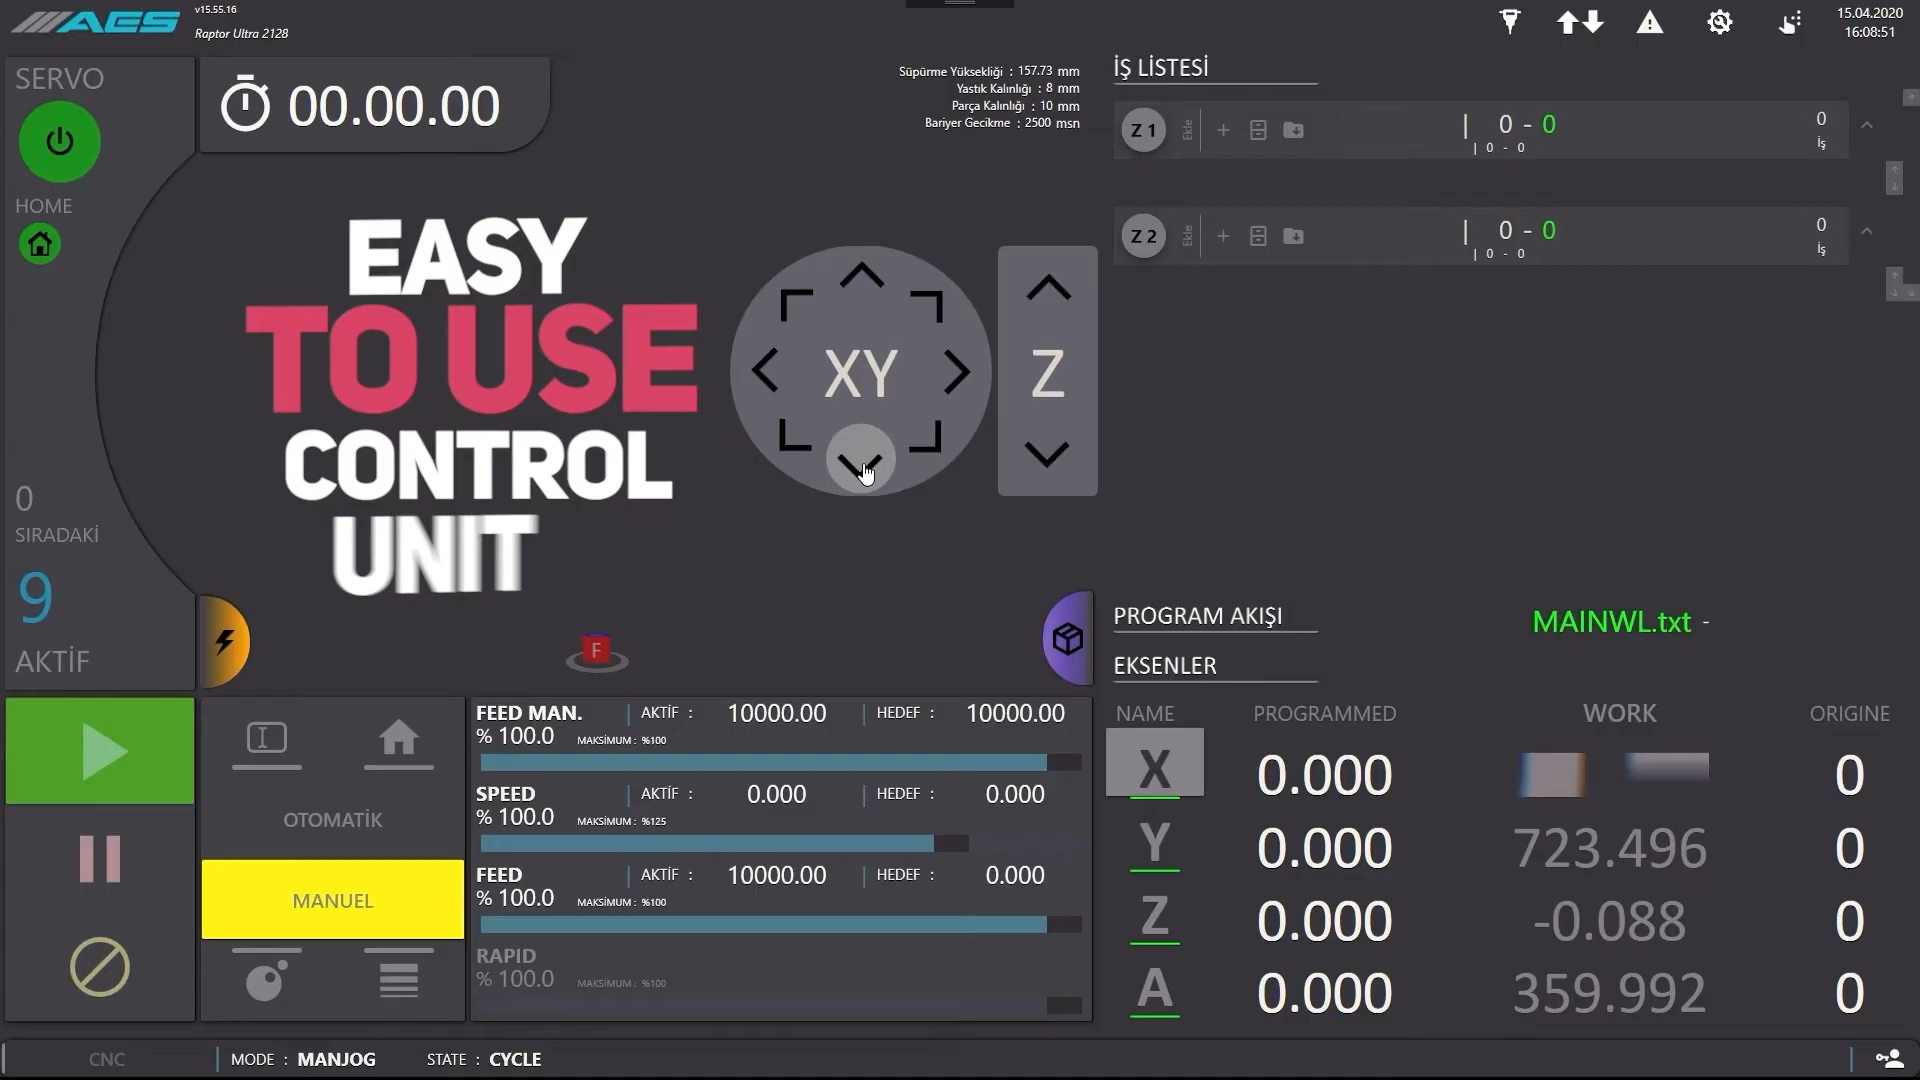 AES
v15.55.16
Raptor Ultra 2128
15.04.2020
16:08:51
SERVO
HOME
0
SIRADAKİ
9
AKTİF
00.00.00
Süpürme Yüksekliği : 157.73 mm
Yastık Kalınlığı : 8 mm
Parça Kalınlığı : 10 mm
Bariyer Gecikme : 2500 msn
EASY
TO USE
CONTROL
UNIT
XY
Z
F
İŞ LİSTESİ
Z 1 Ekle | 0 - 0 0
| 0 - 0 İş
Z 2 Ekle | 0 - 0 0
| 0 - 0 İş
PROGRAM AKIŞI MAINWL.txt -
EKSENLER
NAME PROGRAMMED WORK ORIGINE
X 0.000 0
Y 0.000 723.496 0
Z 0.000 -0.088 0
A 0.000 359.992 0
OTOMATİK
MANUEL
FEED MAN. | AKTİF : 10000.00 | HEDEF : 10000.00
% 100.0 MAKSİMUM : %100
SPEED | AKTİF : 0.000 | HEDEF : 0.000
% 100.0 MAKSİMUM : %125
FEED | AKTİF : 10000.00 | HEDEF : 0.000
% 100.0 MAKSİMUM : %100
RAPID
% 100.0 MAKSİMUM : %100
CNC | MODE : MANJOG STATE : CYCLE